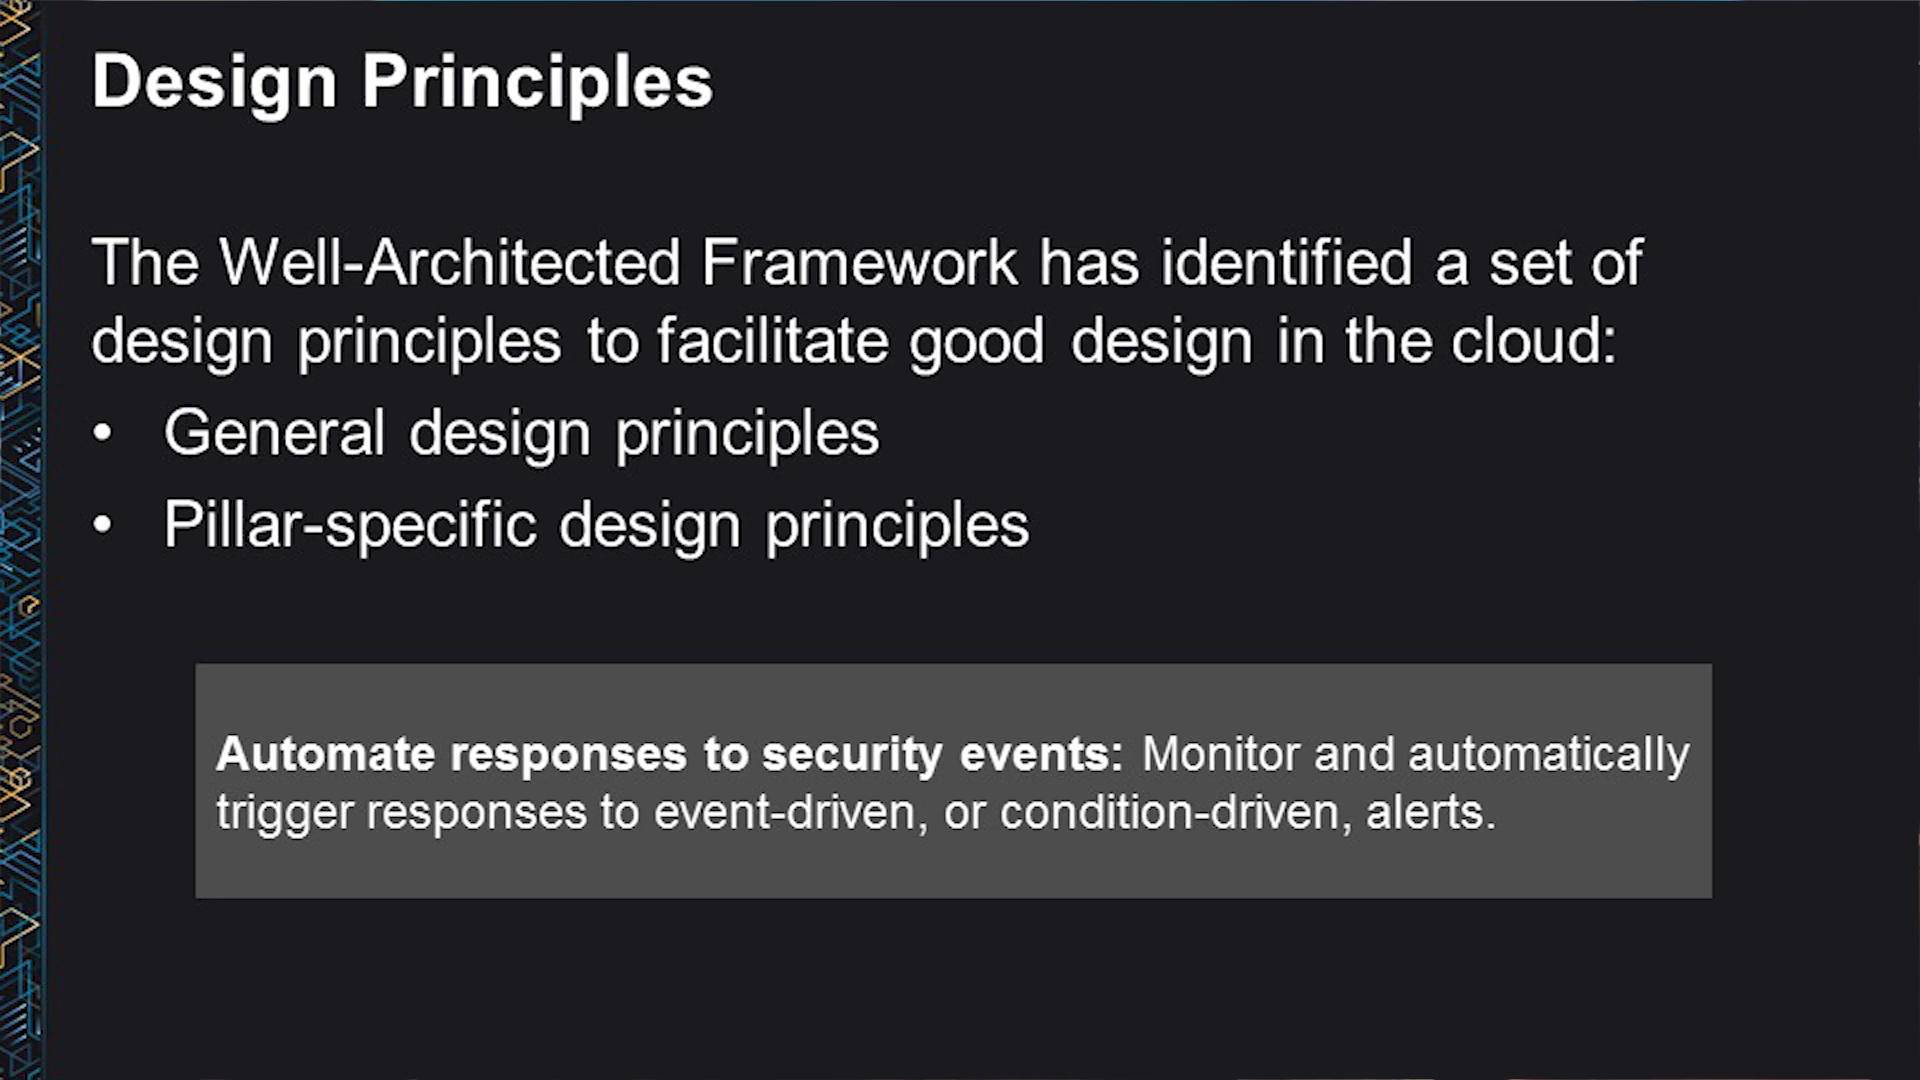 Design Principles
The Well-Architected Framework has identified a set of
design principles to facilitate good design in the cloud:
• General design principles
• Pillar-specific design principles
Automate responses to security events: Monitor and automatically
trigger responses to event-driven, or condition-driven, alerts.